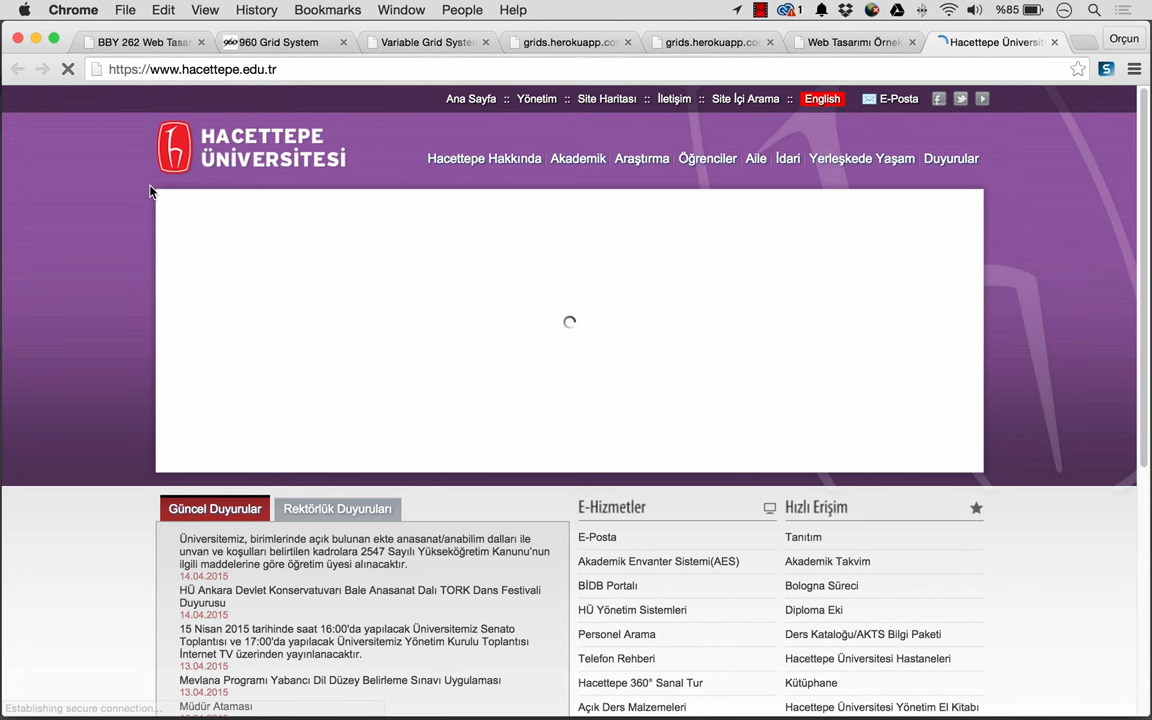 Chrome File Edit View History Bookmarks Window People Help 1 %85
BBY 262 Web Tasar 960 Grid System Variable Grid Syste grids.herokuapp.co grids.herokuapp.co Web Tasarımı Örnek Hacettepe Üniversit Orçun
https://www.hacettepe.edu.tr
Ana Sayfa :: Yönetim :: Site Haritası :: İletişim :: Site İçi Arama :: English E-Posta
HACETTEPE
ÜNİVERSİTESİ
Hacettepe Hakkında Akademik Araştırma Öğrenciler Aile İdari Yerleşkede Yaşam Duyurular
Güncel Duyurular Rektörlük Duyuruları
Üniversitemiz, birimlerinde açık bulunan ekte anasanat/anabilim dalları ile
unvan ve koşulları belirtilen kadrolara 2547 Sayılı Yükseköğretim Kanunu'nun
ilgili maddelerine göre öğretim üyesi alınacaktır.
14.04.2015
HÜ Ankara Devlet Konservatuvarı Bale Anasanat Dalı TORK Dans Festivali
Duyurusu
14.04.2015
15 Nisan 2015 tarihinde saat 16:00'da yapılacak Üniversitemiz Senato
Toplantısı ve 17:00'da yapılacak Üniversitemiz Yönetim Kurulu Toplantısı
İnternet TV üzerinden yayınlanacaktır.
13.04.2015
Mevlana Programı Yabancı Dil Düzey Belirleme Sınavı Uygulaması
13.04.2015
Müdür Ataması
E-Hizmetler
E-Posta
Akademik Envanter Sistemi(AES)
BİDB Portalı
HÜ Yönetim Sistemleri
Personel Arama
Telefon Rehberi
Hacettepe 360° Sanal Tur
Açık Ders Malzemeleri
Hızlı Erişim
Tanıtım
Akademik Takvim
Bologna Süreci
Diploma Eki
Ders Kataloğu/AKTS Bilgi Paketi
Hacettepe Üniversitesi Hastaneleri
Kütüphane
Hacettepe Üniversitesi Yönetim El Kitabı
Establishing secure connection...